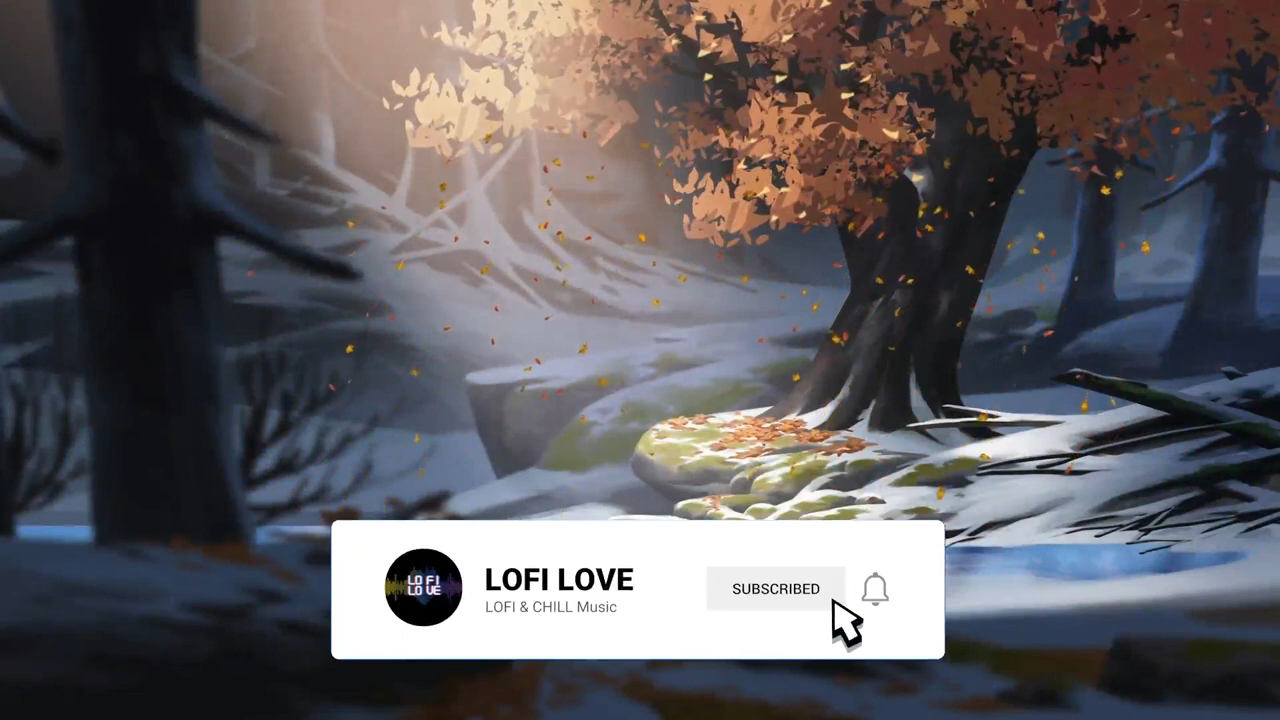 LO FI
LO VE
LOFI LOVE
LOFI & CHILL Music
SUBSCRIBED